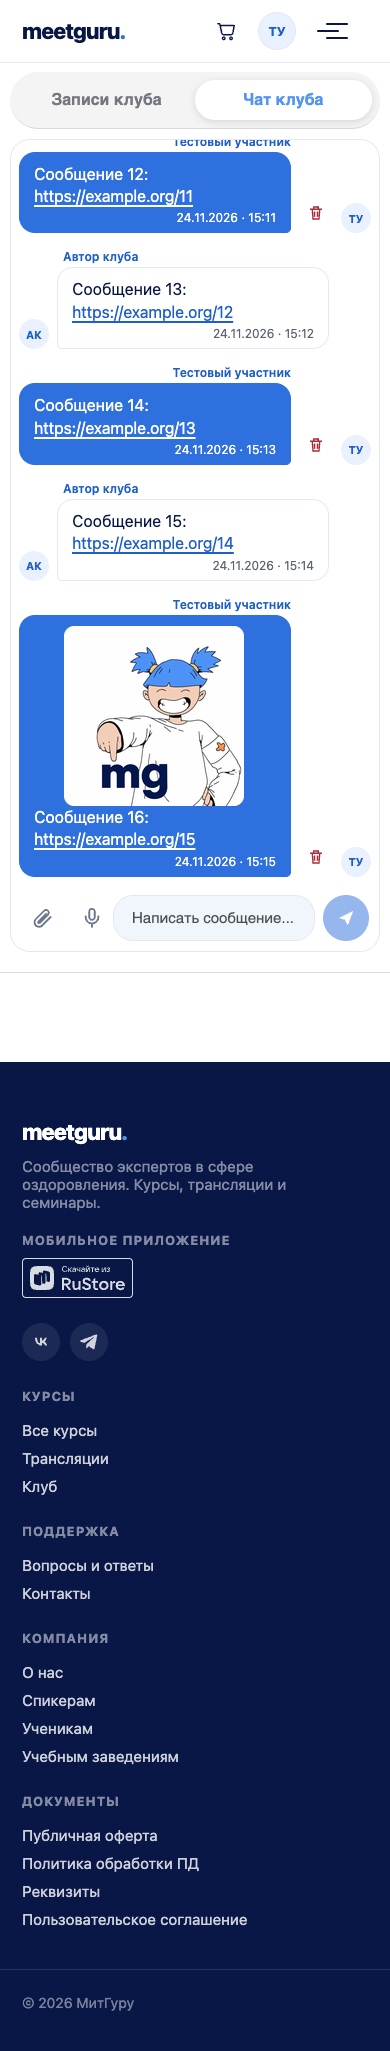 meetguru.
ТУ
Записи клуба
Чат клуба
Тестовый участник
Сообщение 12:
https://example.org/11
24.11.2026 · 15:11
ТУ
Автор клуба
Сообщение 13:
https://example.org/12
24.11.2026 · 15:12
АК
Тестовый участник
Сообщение 14:
https://example.org/13
24.11.2026 · 15:13
ТУ
Автор клуба
Сообщение 15:
https://example.org/14
24.11.2026 · 15:14
АК
Тестовый участник
mg
Сообщение 16:
https://example.org/15
24.11.2026 · 15:15
ТУ
Написать сообщение...
meetguru.
Сообщество экспертов в сфере
оздоровления. Курсы, трансляции и
семинары.
МОБИЛЬНОЕ ПРИЛОЖЕНИЕ
Скачайте из
RuStore
КУРСЫ
Все курсы
Трансляции
Клуб
ПОДДЕРЖКА
Вопросы и ответы
Контакты
КОМПАНИЯ
О нас
Спикерам
Ученикам
Учебным заведениям
ДОКУМЕНТЫ
Публичная оферта
Политика обработки ПД
Реквизиты
Пользовательское соглашение
© 2026 МитГуру